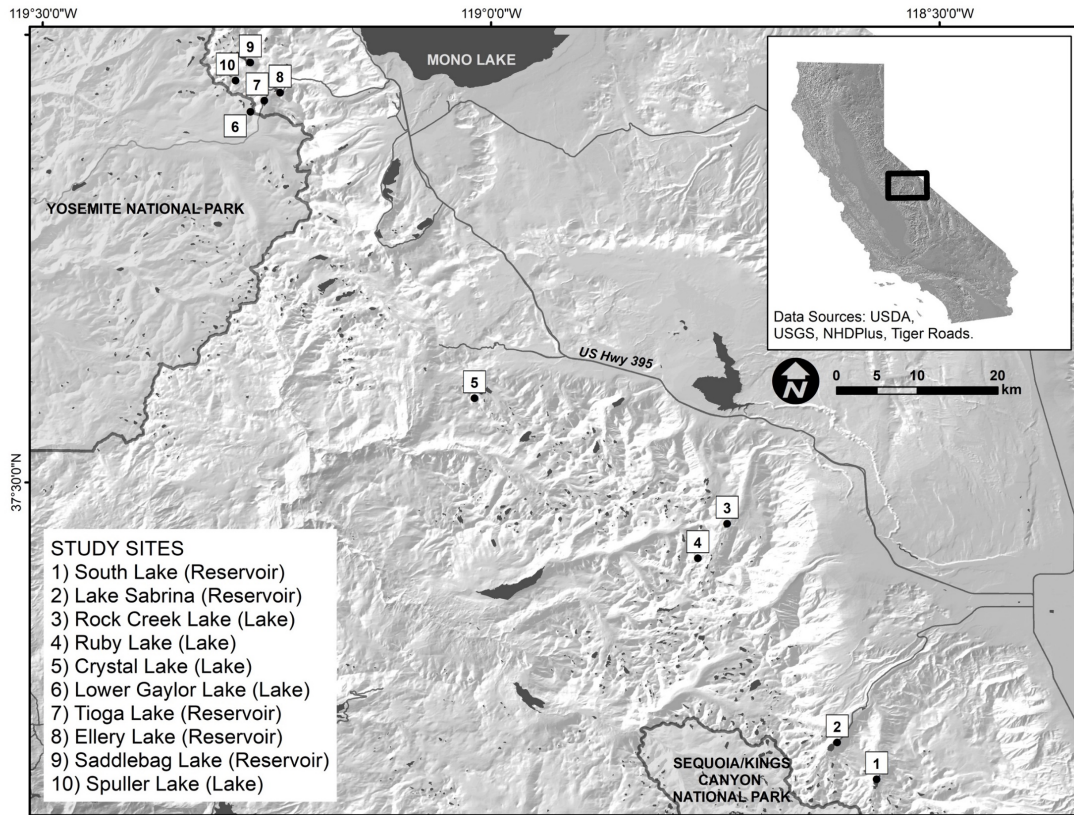 119°30'0"W
119°0'0"W
118°30'0"W
MONO LAKE
9
10
7
8
6
YOSEMITE NATIONAL PARK
Data Sources: USDA,
USGS, NHDPlus, Tiger Roads.
US Hwy 395
N
0
5
10
20
km
5
37°30'0"N
3
4
STUDY SITES
1) South Lake (Reservoir)
2) Lake Sabrina (Reservoir)
3) Rock Creek Lake (Lake)
4) Ruby Lake (Lake)
5) Crystal Lake (Lake)
6) Lower Gaylor Lake (Lake)
7) Tioga Lake (Reservoir)
8) Ellery Lake (Reservoir)
9) Saddlebag Lake (Reservoir)
10) Spuller Lake (Lake)
2
1
SEQUOIA/KINGS
CANYON
NATIONAL PARK